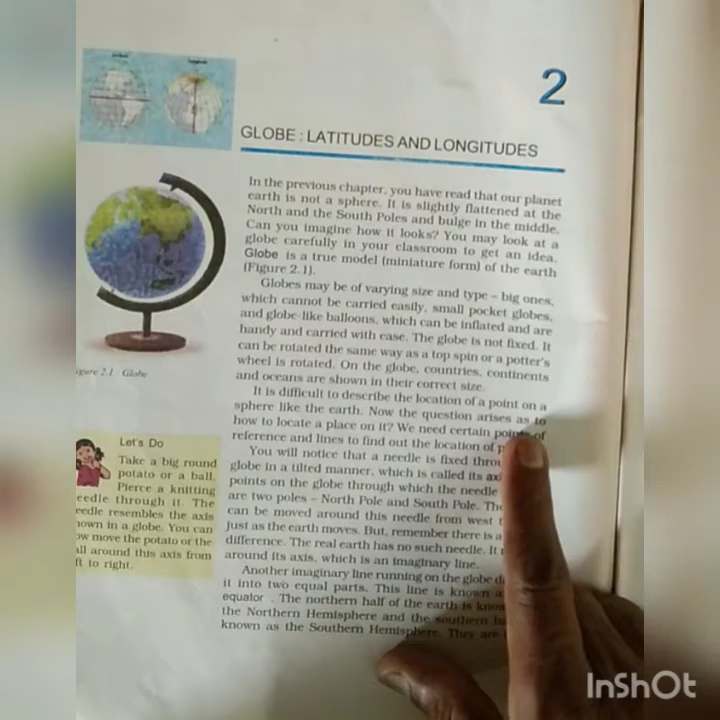 2
GLOBE : LATITUDES AND LONGITUDES
In the previous chapter, you have read that our planet
earth is not a sphere. It is slightly flattened at the
North and the South Poles and bulge in the middle.
Can you imagine how it looks? You may look at a
globe carefully in your classroom to get an idea.
Globe is a true model (miniature form) of the earth
(Figure 2.1).
Globes may be of varying size and type – big ones,
which cannot be carried easily, small pocket globes,
and globe-like balloons, which can be inflated and are
handy and carried with ease. The globe is not fixed. It
can be rotated the same way as a top spin or a potter's
wheel is rotated. On the globe, countries, continents
and oceans are shown in their correct size.
It is difficult to describe the location of a point on a
sphere like the earth. Now the question arises as to
how to locate a place on it? We need certain points of
reference and lines to find out the location of
You will notice that a needle is fixed
globe in a tilted manner, which is called its
points on the globe through which the needle
are two poles – North Pole and South Pole.
can be moved around this needle from west
just as the earth moves. But, remember there is a
difference. The real earth has no such needle. It
around its axis, which is an imaginary line.
Another imaginary line running on the globe
it into two equal parts. This line is known
equator . The northern half of the earth is
the Northern Hemisphere and the southern
known as the Southern Hemisphere. They are
gure 2.1 Globe
Let's Do
Take a big round
potato or a ball.
Pierce a knitting
eedle through it. The
eedle resembles the axis
hown in a globe. You can
ow move the potato or the
all around this axis from
ft to right.
InShOt